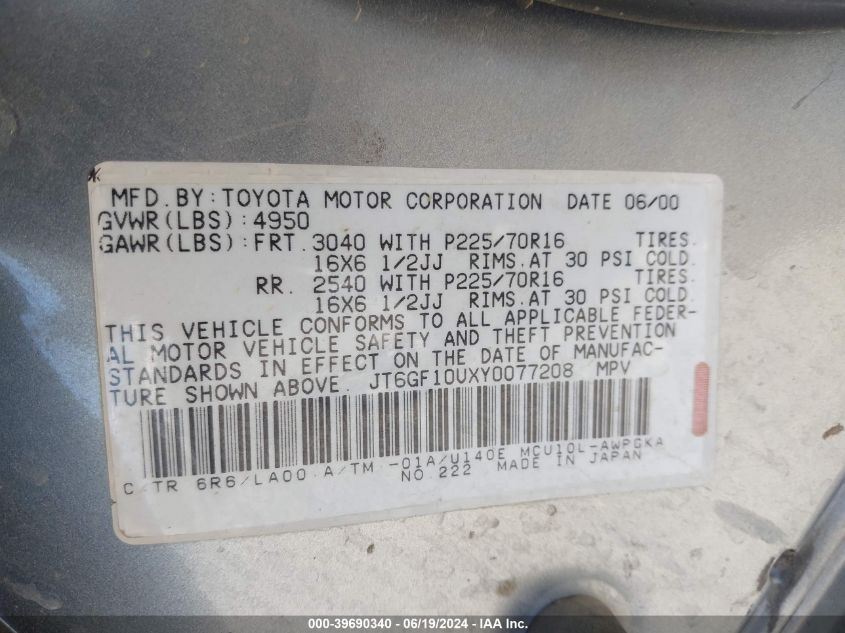 MFD.BY:TOYOTA MOTOR CORPORATION DATE 06/00
GVWR(LBS):4950
GAWR(LBS):FRT.3040 WITH P225/70R16 TIRES.
16X6 1/2JJ RIMS.AT 30 PSI COLD.
RR. 2540 WITH P225/70R16 TIRES.
16X6 1/2JJ RIMS.AT 30 PSI COLD.
THIS VEHICLE CONFORMS TO ALL APPLICABLE FEDER-
AL MOTOR VEHICLE SAFETY AND THEFT PREVENTION
STANDARDS IN EFFECT ON THE DATE OF MANUFAC-
TURE SHOWN ABOVE. JT6GF10UXY0077208 MPV
C/TR 6R6/LA00 A/TM -01A/U140E MCU10L-AWPGKA
NO.222 MADE IN JAPAN
000-39690340 - 06/19/2024 - IAA Inc.